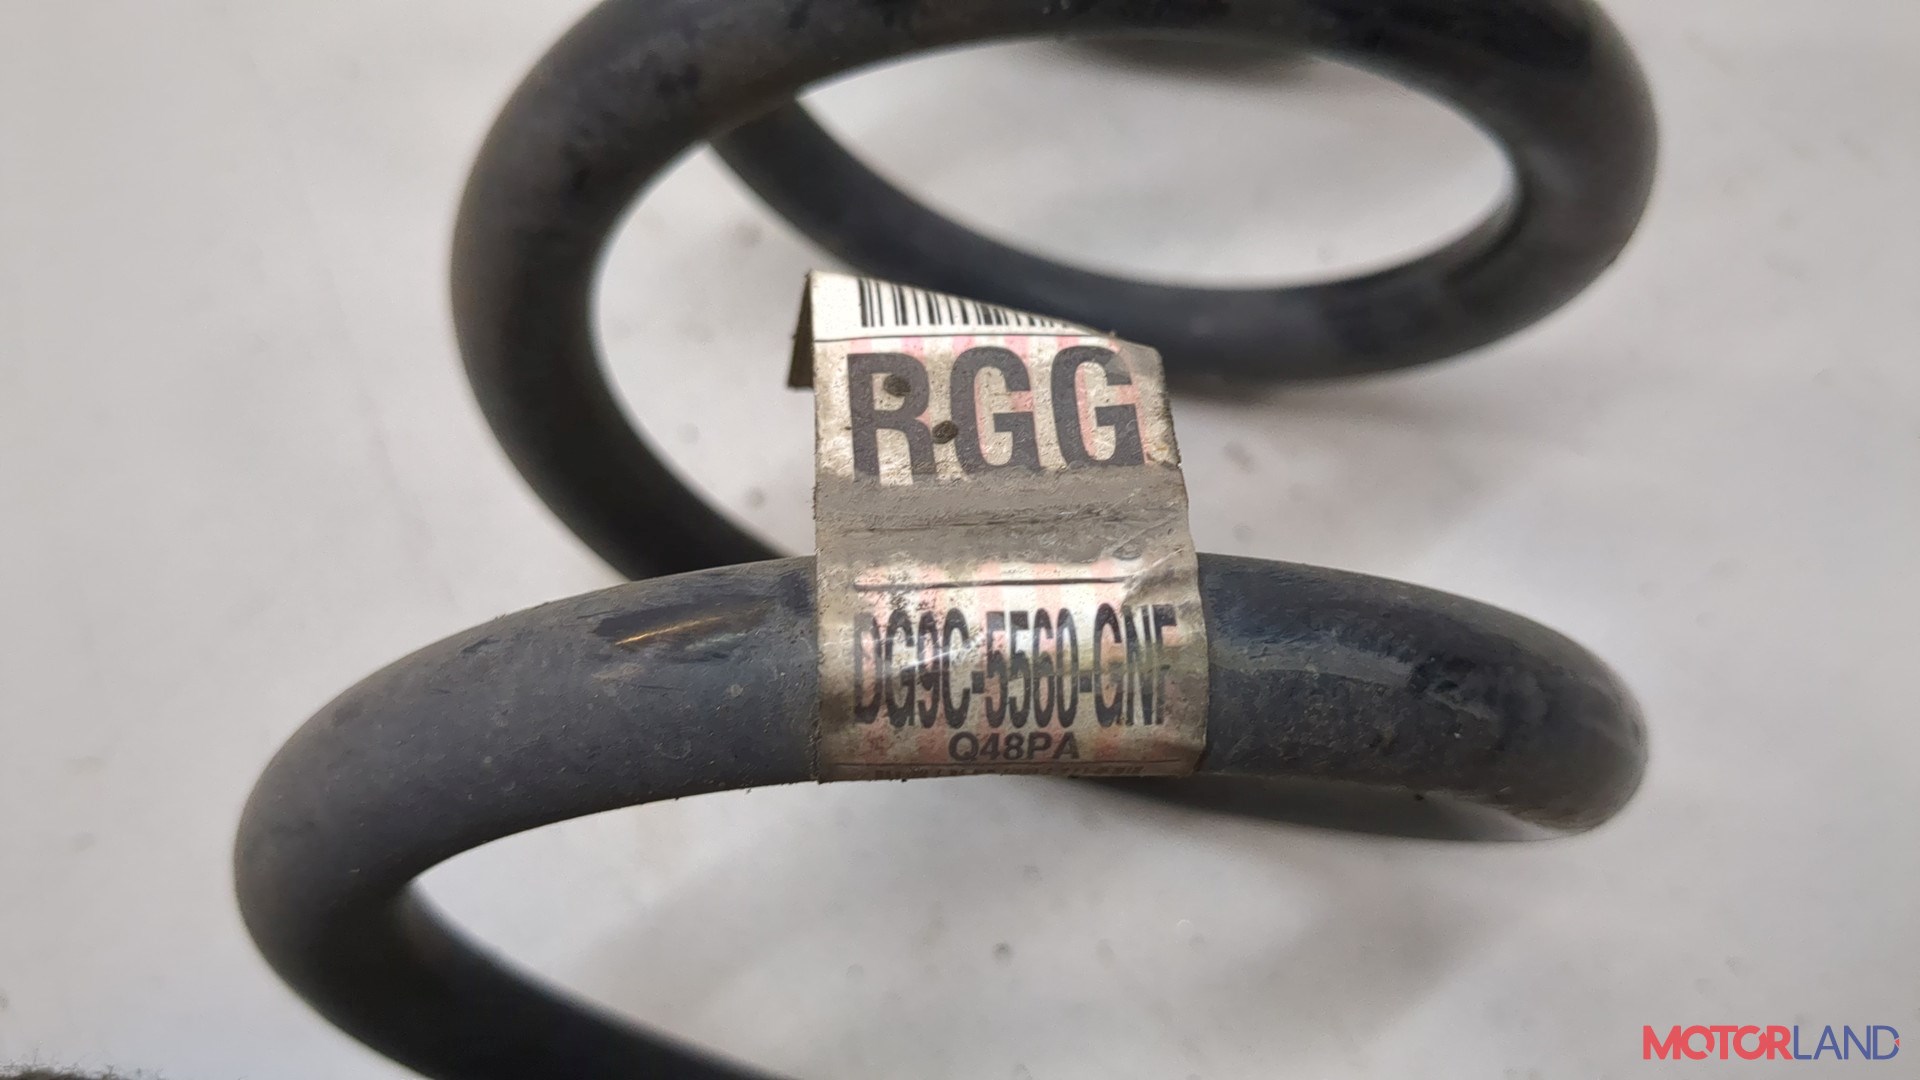 RGG
DG9C-5560-GNF
Q48PA
MOTORLAND